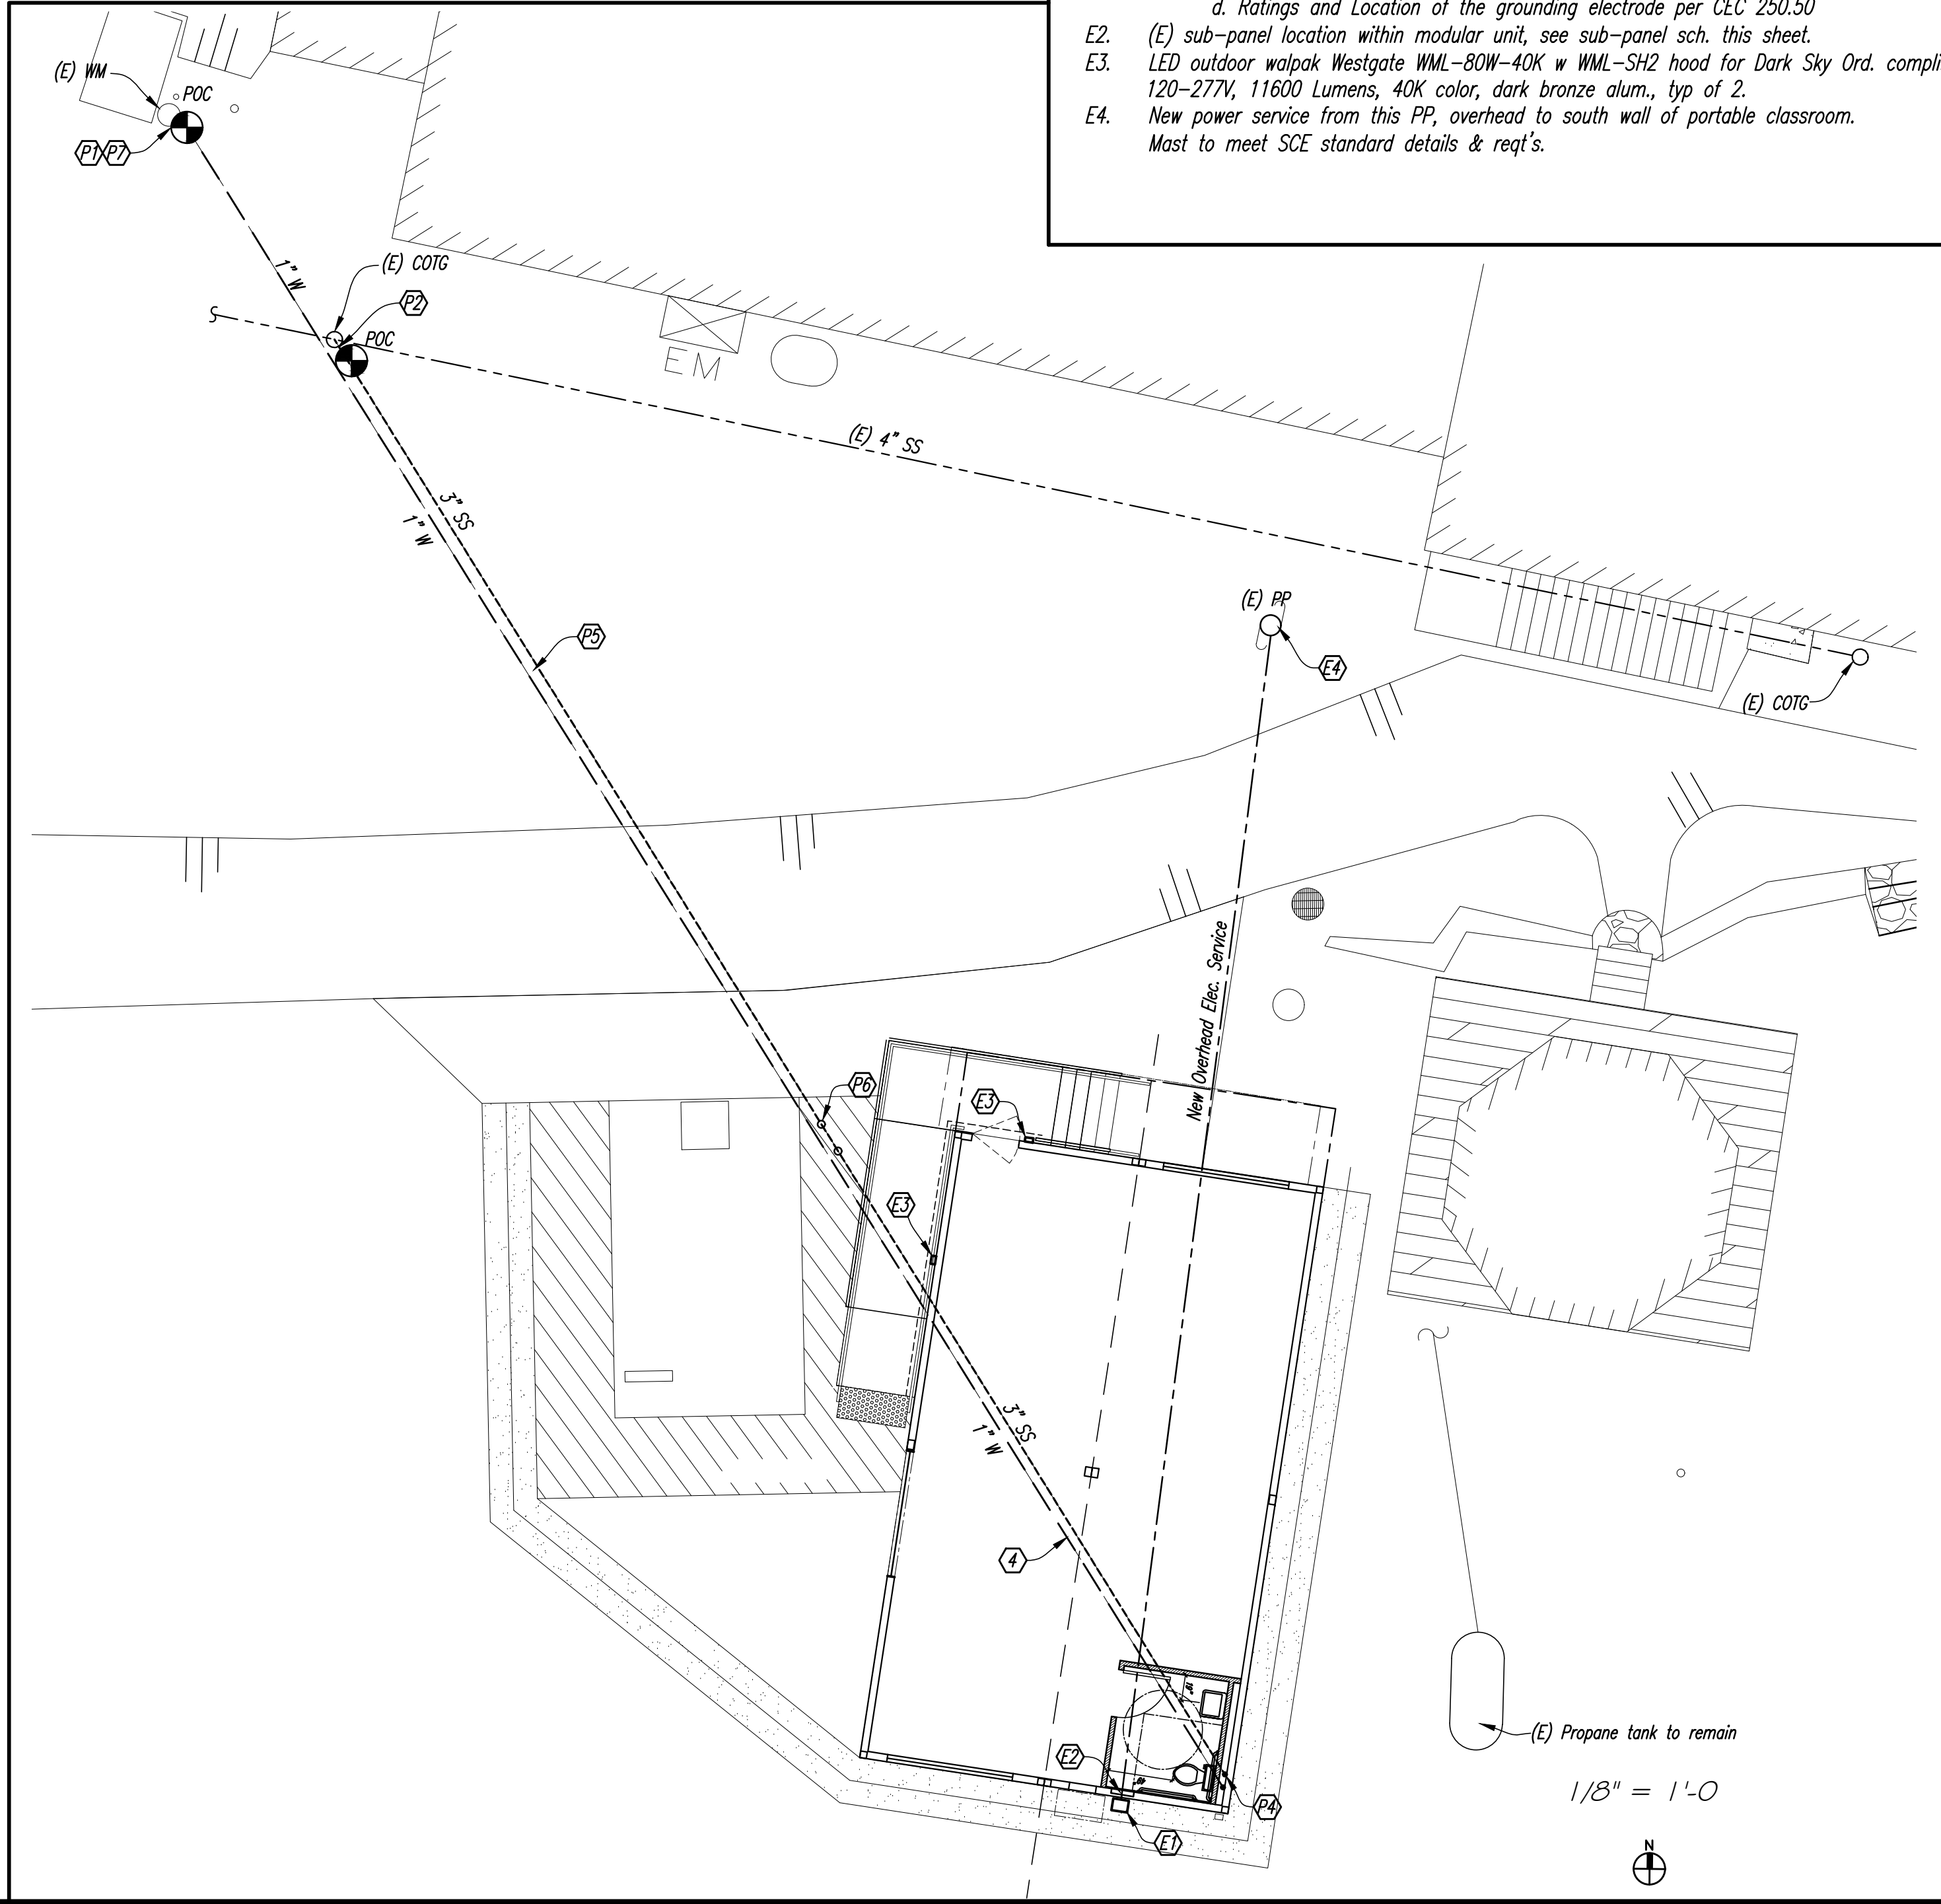 d. Ratings and Location of the grounding electrode per CEC 250.50
E2. (E) sub-panel location within modular unit, see sub-panel sch. this sheet.
E3. LED outdoor walpak Westgate WML-80W-40K w WML-SH2 hood for Dark Sky Ord. compli
120-277V, 11600 Lumens, 40K color, dark bronze alum., typ of 2.
E4. New power service from this PP, overhead to south wall of portable classroom.
Mast to meet SCE standard details & reqt's.
(E) WM
POC
P1 P7
1" W
(E) COTG
P2
POC
EM
(E) 4" SS
3" SS
1" W
P5
(E) PP
E4
(E) COTG
New Overhead Elec. Service
P6
E3
E3
3" SS
1" W
4
18"
E2
48"
P4
E1
(E) Propane tank to remain
1/8" = 1'-0
N